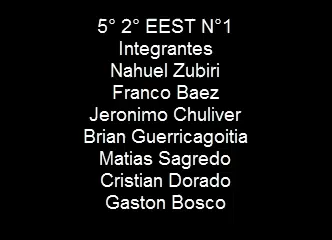 5° 2° EEST N°1
Integrantes
Nahuel Zubiri
Franco Baez
Jeronimo Chuliver
Brian Guerricagoitia
Matias Sagredo
Cristian Dorado
Gaston Bosco